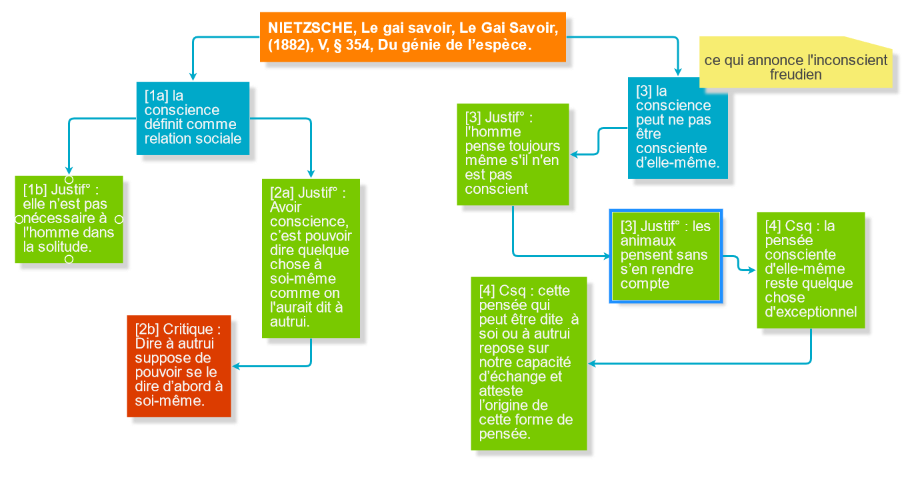 NIETZSCHE, Le gai savoir, Le Gai Savoir,
(1882), V, § 354, Du génie de l'espèce.
ce qui annonce l'inconscient
freudien
[1a] la
conscience
définit comme
relation sociale
[3] la
conscience
peut ne pas
être
consciente
d'elle-même.
[3] Justif° :
l'homme
pense toujours
même s'il n'en
est pas
conscient
[1b] Justif° :
elle n'est pas
nécessaire à
l'homme dans
la solitude.
[2a] Justif° :
Avoir
conscience,
c'est pouvoir
dire quelque
chose à
soi-même
comme on
l'aurait dit à
autrui.
[3] Justif° : les
animaux
pensent sans
s'en rendre
compte
[4] Csq : la
pensée
consciente
d'elle-même
reste quelque
chose
d'exceptionnel
[4] Csq : cette
pensée qui
peut être dite à
soi ou à autrui
repose sur
notre capacité
d'échange et
atteste
l'origine de
cette forme de
pensée.
[2b] Critique :
Dire à autrui
suppose de
pouvoir se le
dire d'abord à
soi-même.